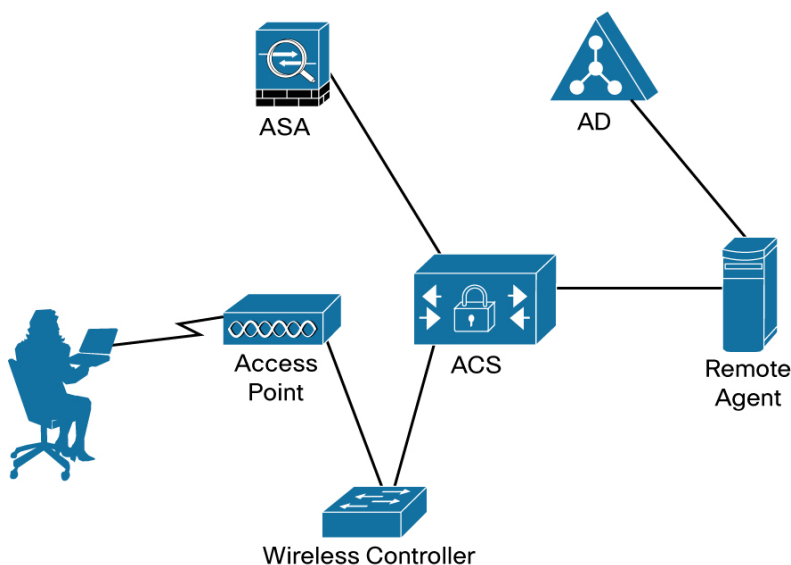 ASA
AD
Access
Point
ACS
Remote
Agent
Wireless Controller